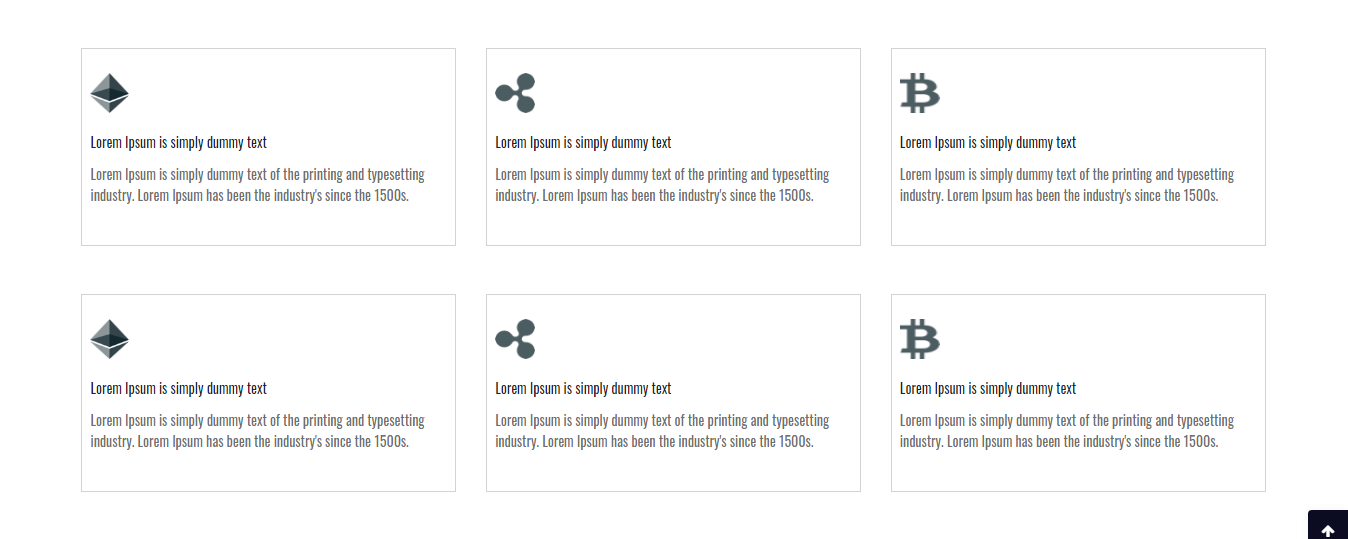 Lorem Ipsum is simply dummy text
Lorem Ipsum is simply dummy text of the printing and typesetting
industry. Lorem Ipsum has been the industry's since the 1500s.
Lorem Ipsum is simply dummy text
Lorem Ipsum is simply dummy text of the printing and typesetting
industry. Lorem Ipsum has been the industry's since the 1500s.
Lorem Ipsum is simply dummy text
Lorem Ipsum is simply dummy text of the printing and typesetting
industry. Lorem Ipsum has been the industry's since the 1500s.
Lorem Ipsum is simply dummy text
Lorem Ipsum is simply dummy text of the printing and typesetting
industry. Lorem Ipsum has been the industry's since the 1500s.
Lorem Ipsum is simply dummy text
Lorem Ipsum is simply dummy text of the printing and typesetting
industry. Lorem Ipsum has been the industry's since the 1500s.
Lorem Ipsum is simply dummy text
Lorem Ipsum is simply dummy text of the printing and typesetting
industry. Lorem Ipsum has been the industry's since the 1500s.